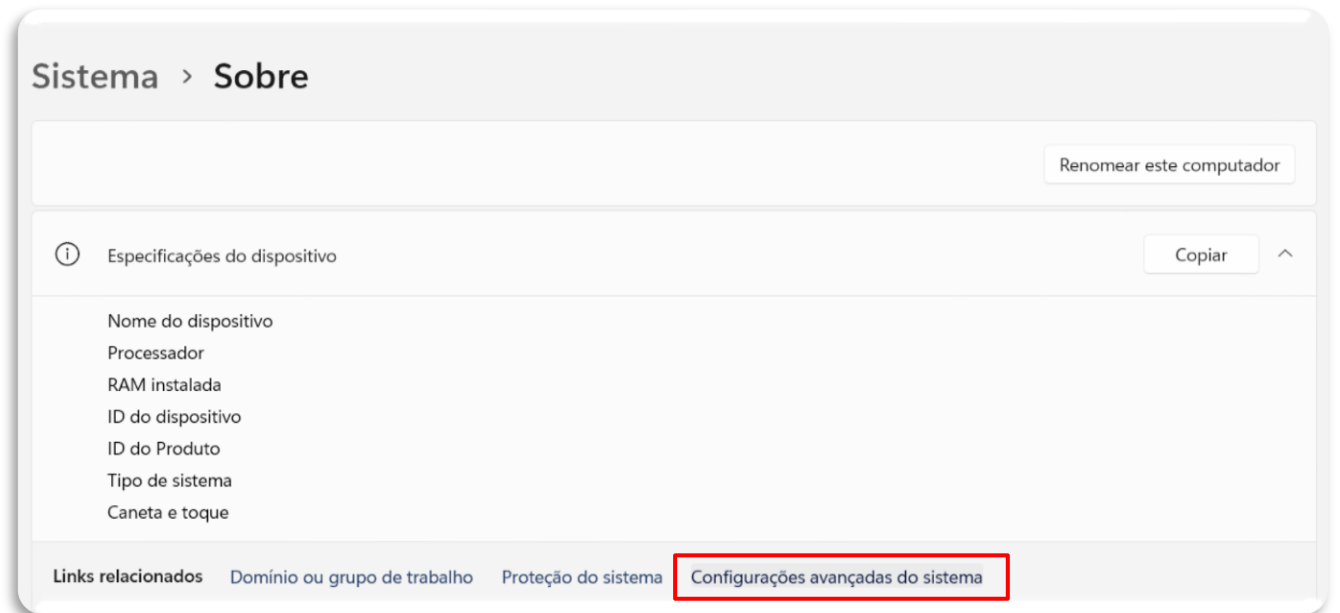 Sistema > Sobre
Renomear este computador
Especificações do dispositivo Copiar
Nome do dispositivo
Processador
RAM instalada
ID do dispositivo
ID do Produto
Tipo de sistema
Caneta e toque
Links relacionados Domínio ou grupo de trabalho Proteção do sistema Configurações avançadas do sistema